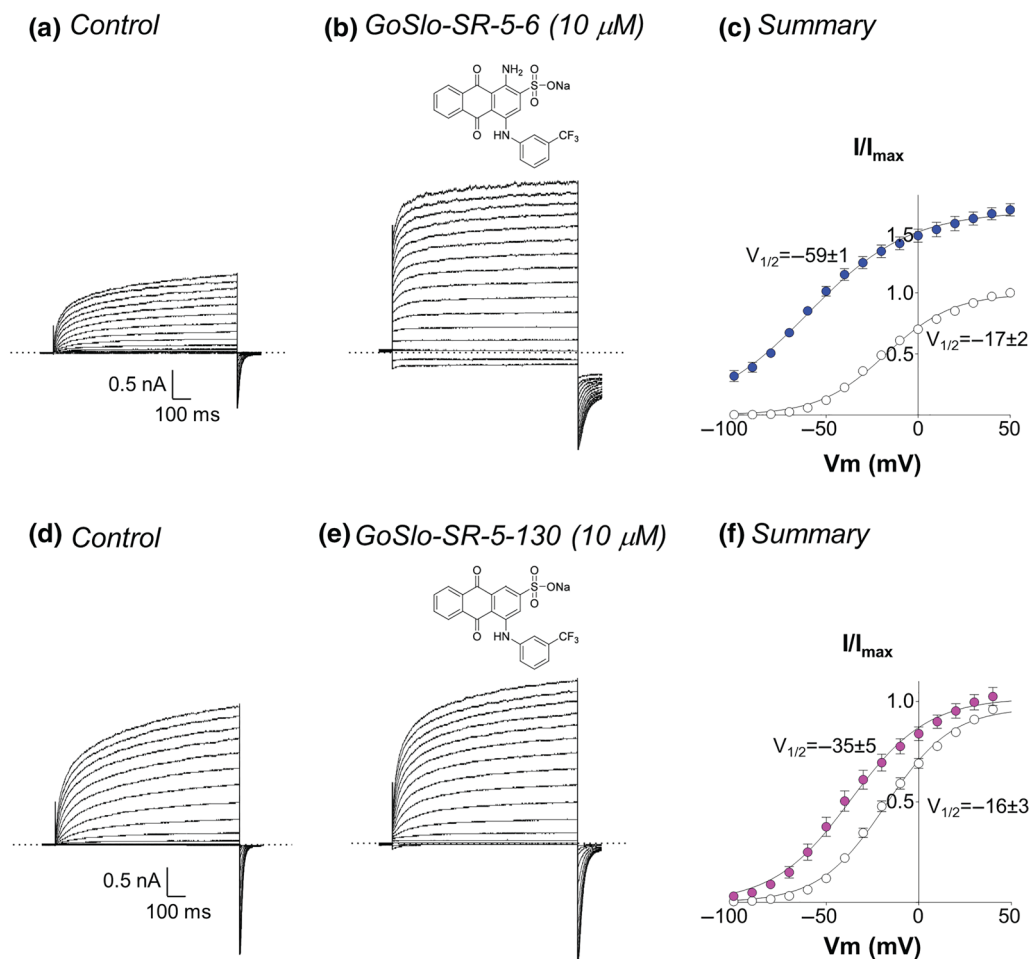 (a) Control
(b) GoSlo-SR-5-6 (10 μM)
(c) Summary
O
NH₂
O
S
ONa
O
O
HN
CF₃
0.5 nA
100 ms
I/Imax
1.5
1.0
0.5
V1/2=–59±1
V1/2=–17±2
–100
–50
0
50
Vm (mV)
(d) Control
(e) GoSlo-SR-5-130 (10 μM)
(f) Summary
O
O
S
ONa
O
O
HN
CF₃
0.5 nA
100 ms
I/Imax
1.0
0.5
V1/2=–35±5
V1/2=–16±3
–100
–50
0
50
Vm (mV)